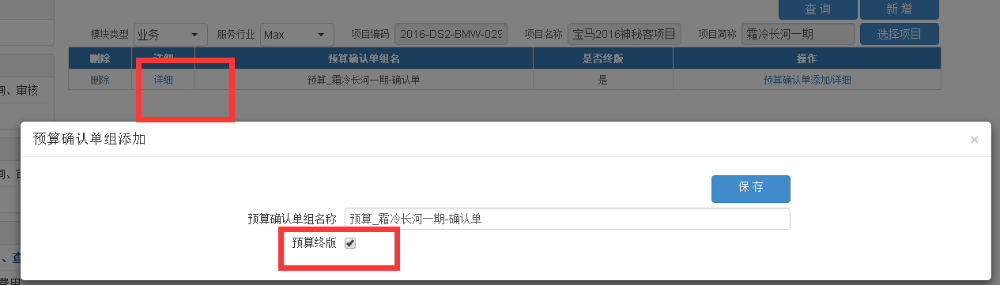 查 询 新 增
模块类型 业务 服务行业 Max 项目编码 2016-DS2-BMW-029 项目名称 宝马2016神秘客项目 项目简称 霜冷长河一期 选择项目
删除 详细 预算确认单组名 是否终版 操作
删除 详细 预算_霜冷长河一期-确认单 是 预算确认单添加/详细
、审核
预算确认单组添加 ×
保 存
预算确认单组名称 预算_霜冷长河一期-确认单
预算终版
、查
费用